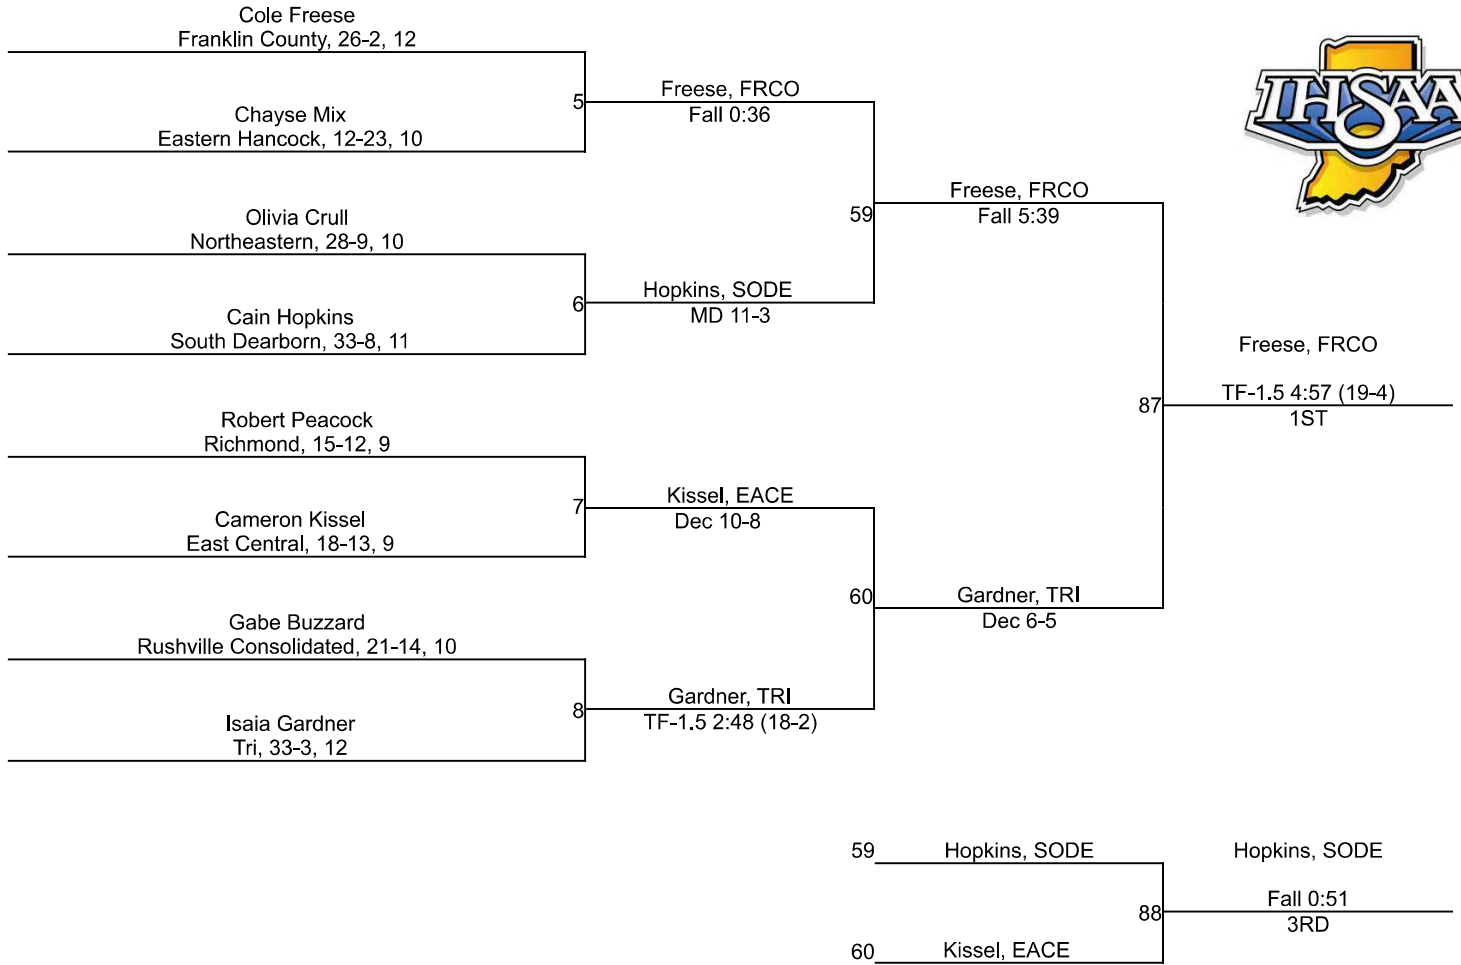 Cole Freese
Franklin County, 26-2, 12
Chayse Mix
Eastern Hancock, 12-23, 10
Olivia Crull
Northeastern, 28-9, 10
Cain Hopkins
South Dearborn, 33-8, 11
Robert Peacock
Richmond, 15-12, 9
Cameron Kissel
East Central, 18-13, 9
Gabe Buzzard
Rushville Consolidated, 21-14, 10
Isaia Gardner
Tri, 33-3, 12
5
Freese, FRCO
Fall 0:36
6
Hopkins, SODE
MD 11-3
7
Kissel, EACE
Dec 10-8
8
Gardner, TRI
TF-1.5 2:48 (18-2)
59
Freese, FRCO
Fall 5:39
60
Gardner, TRI
Dec 6-5
87
Freese, FRCO
TF-1.5 4:57 (19-4)
1ST
IHSAA
59
Hopkins, SODE
60
Kissel, EACE
88
Hopkins, SODE
Fall 0:51
3RD